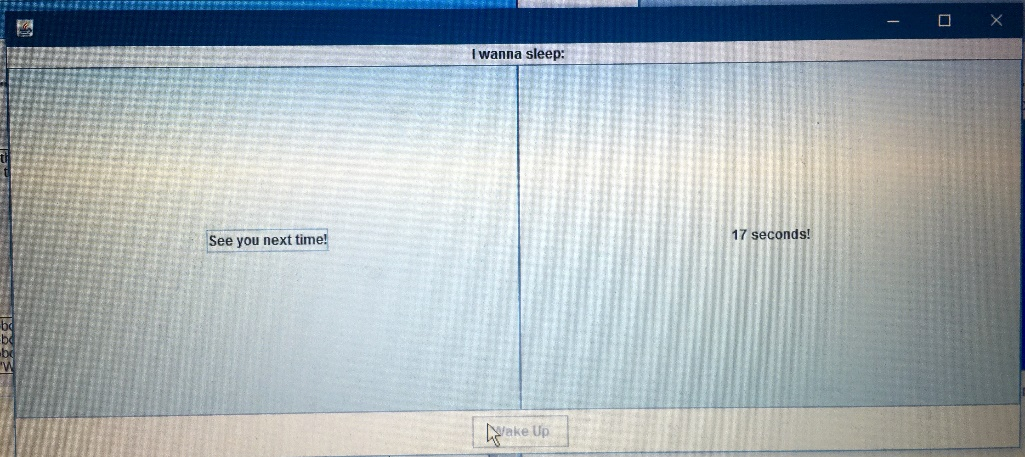 I wanna sleep:
See you next time!
17 seconds!
Wake Up